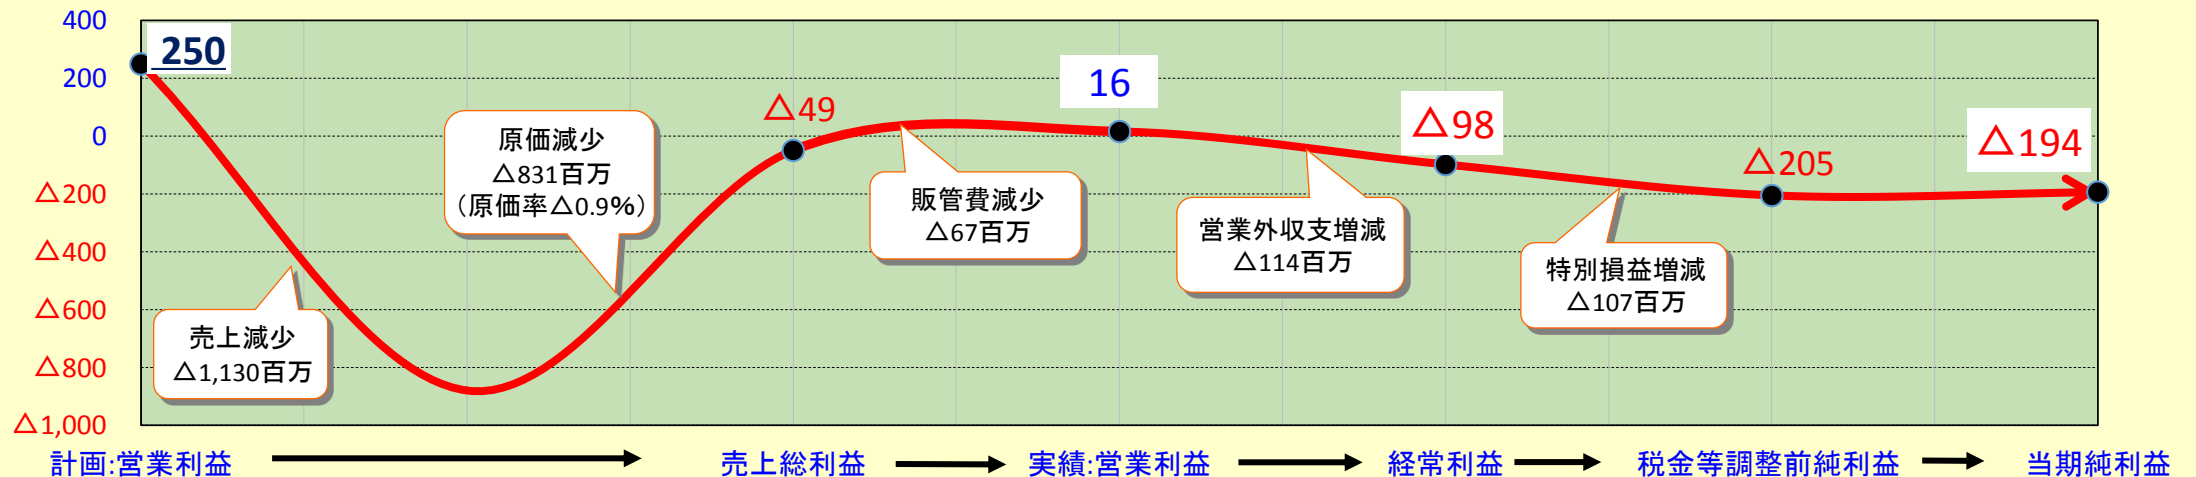 400
200
0
△200
△400
△600
△800
△1,000
250
売上減少
△1,130百万
原価減少
△831百万
（原価率△0.9%）
△49
販管費減少
△67百万
16
営業外収支増減
△114百万
△98
特別損益増減
△107百万
△205
△194
計画:営業利益
売上総利益
実績:営業利益
経常利益
税金等調整前純利益
当期純利益